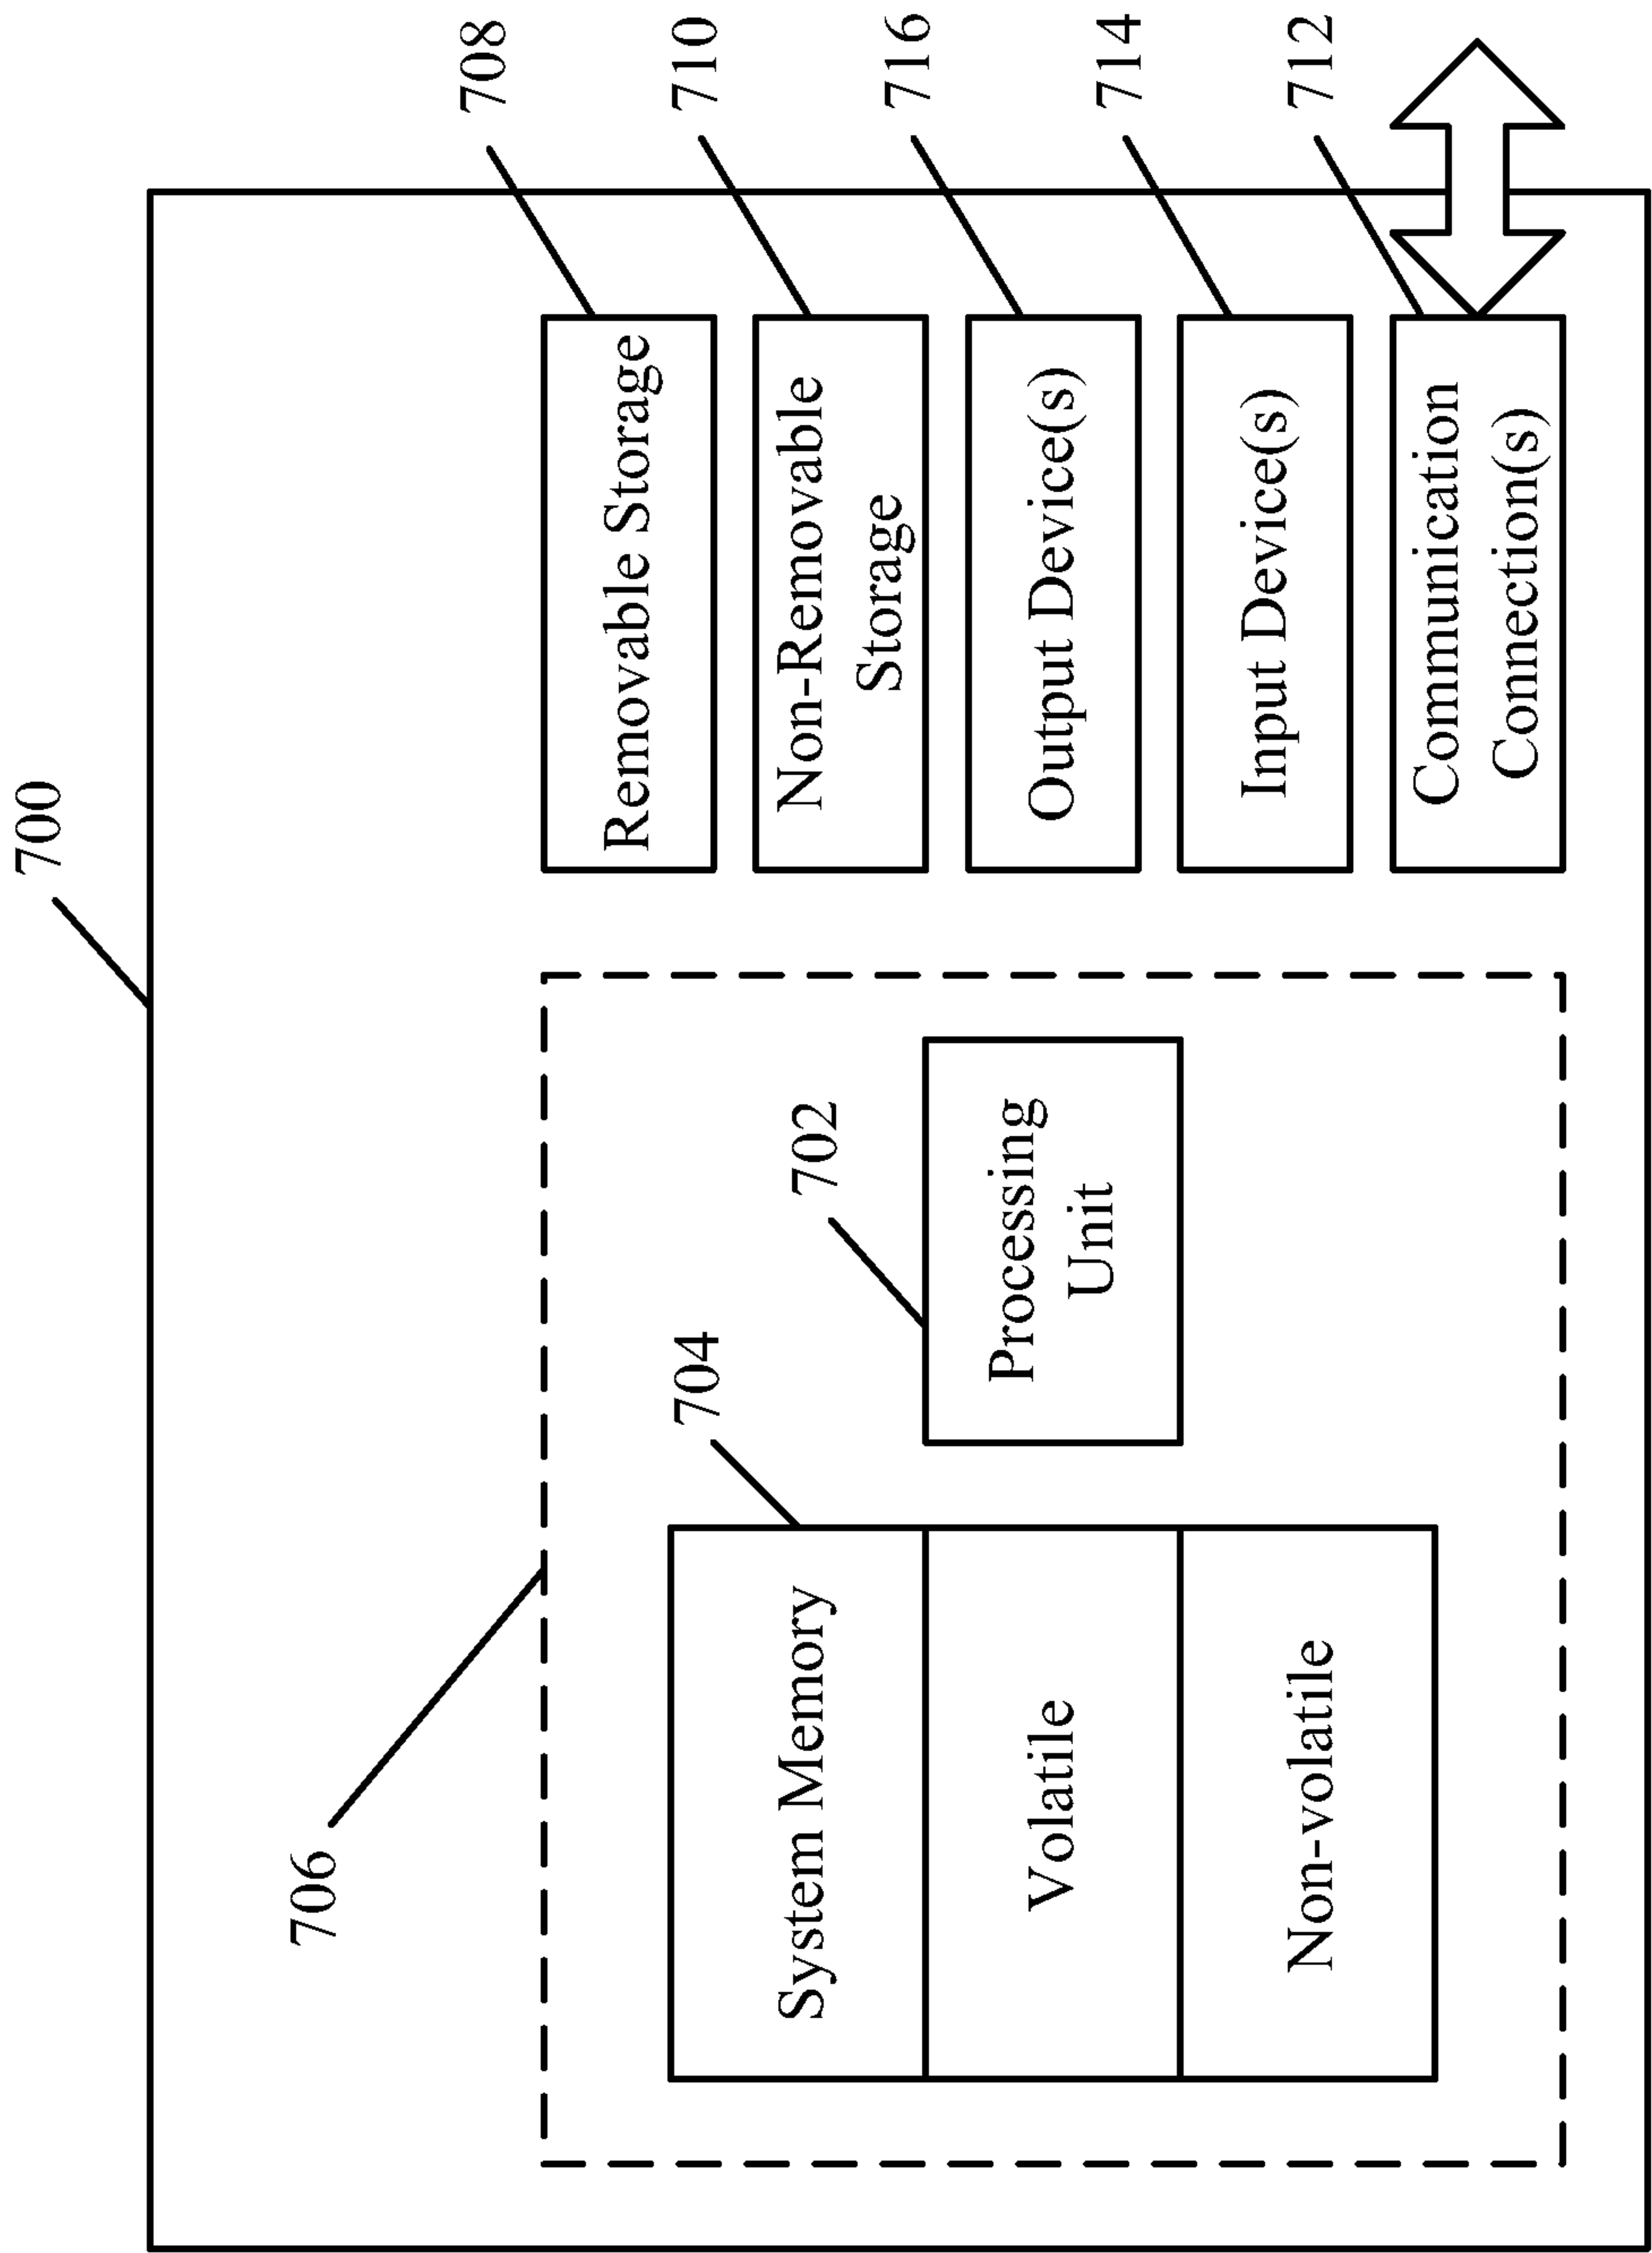 700
706
704
System Memory
Volatile
Non-volatile
702
Processing
Unit
Removable Storage
708
Non-Removable
Storage
710
Output Device(s)
716
Input Device(s)
714
Communication
Connection(s)
712